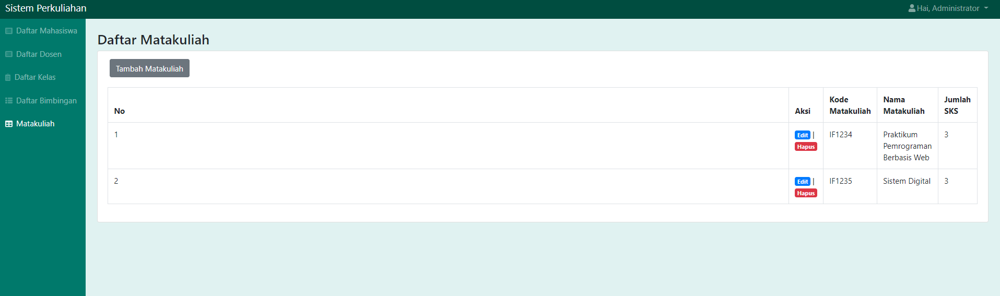 Sistem Perkuliahan
Hai, Administrator
Daftar Mahasiswa
Daftar Dosen
Daftar Kelas
Daftar Bimbingan
Matakuliah
Daftar Matakuliah
Tambah Matakuliah
No Aksi Kode Matakuliah Nama Matakuliah Jumlah SKS
1 Edit | Hapus IF1234 Praktikum Pemrograman Berbasis Web 3
2 Edit | Hapus IF1235 Sistem Digital 3